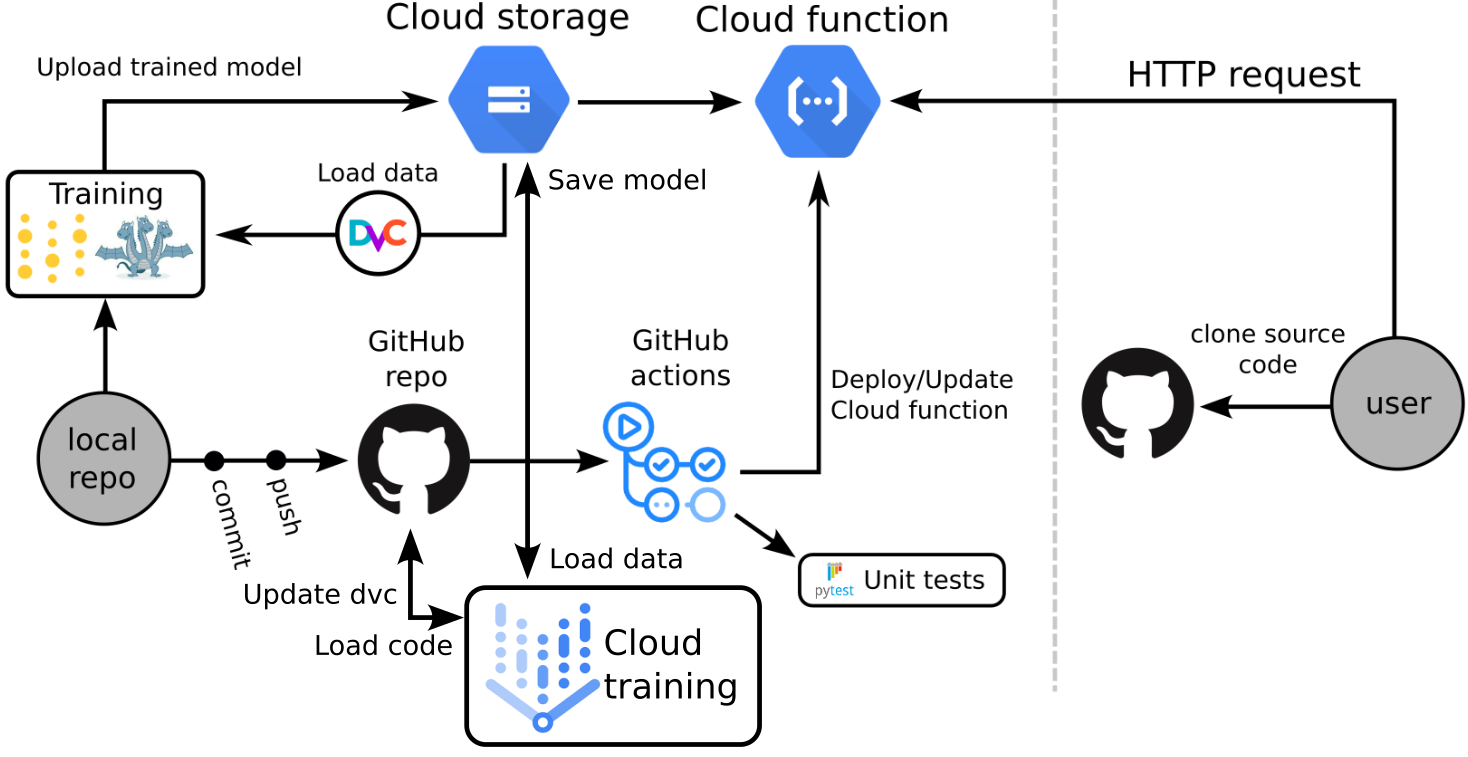 Cloud storage
Cloud function
Upload trained model
HTTP request
Load data
Save model
Training
DVC
GitHub
repo
GitHub
actions
clone source
code
Deploy/Update
Cloud function
user
local
repo
commit
push
Load data
Update dvc
pytest
Unit tests
Load code
Cloud
training